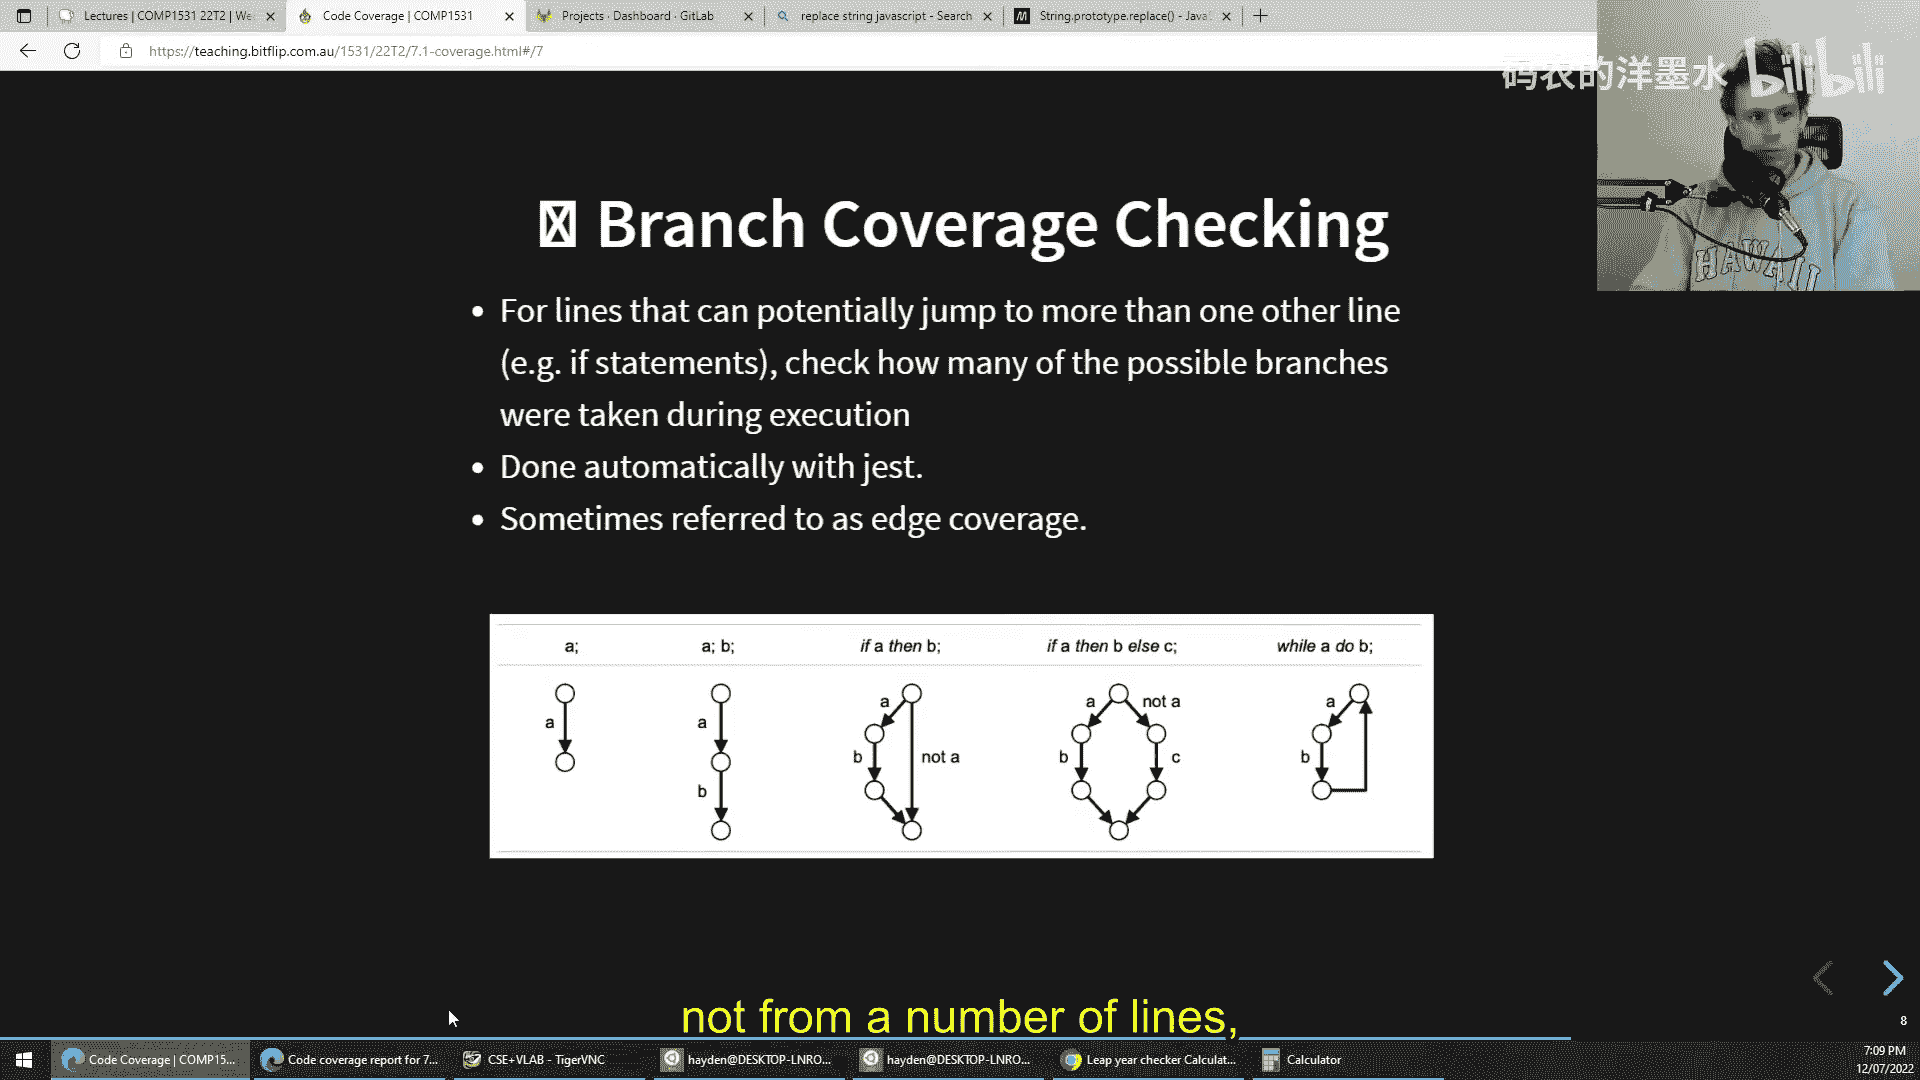 Lectures | COMP1531 22T2 | We
Code Coverage | COMP1531
Projects · Dashboard · GitLab
replace string javascript - Search
String.prototype.replace() - Java
https://teaching.bitflip.com.au/1531/22T2/7.1-coverage.html#/7
码农的洋墨水 bilibili
HAWAII
Branch Coverage Checking
• For lines that can potentially jump to more than one other line
(e.g. if statements), check how many of the possible branches
were taken during execution
• Done automatically with jest.
• Sometimes referred to as edge coverage.
a; a; b; if a then b; if a then b else c; while a do b;
a a a a not a a
b b not a b c b
not from a number of lines,
8
Code Coverage | COMP15...
Code coverage report for 7...
CSE+VLAB - TigerVNC
hayden@DESKTOP-LNRO...
hayden@DESKTOP-LNRO...
Leap year checker Calculat...
Calculator
7:09 PM
12/07/2022